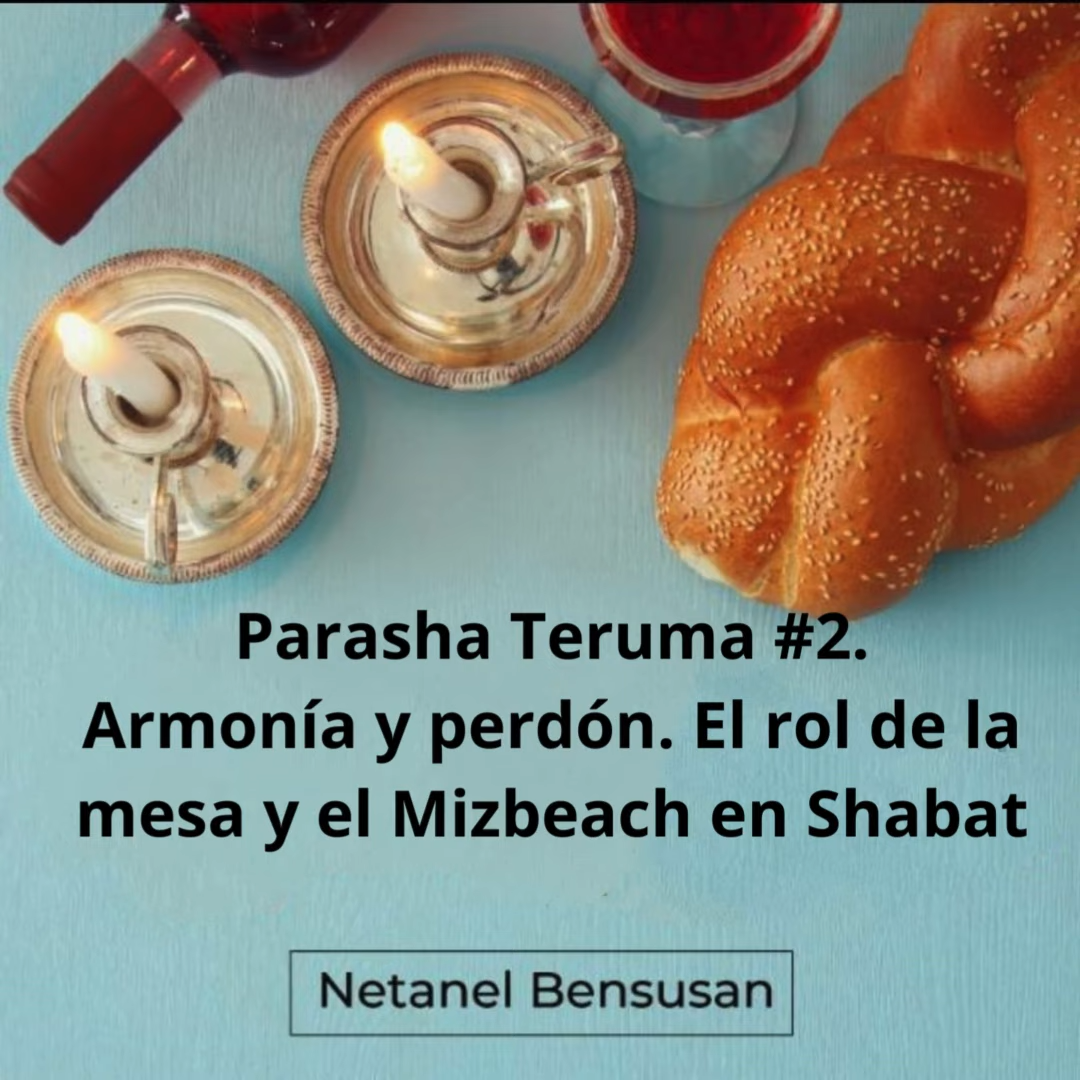 Parasha Teruma #2.
Armonía y perdón. El rol de la
mesa y el Mizbeach en Shabat
Netanel Bensusan